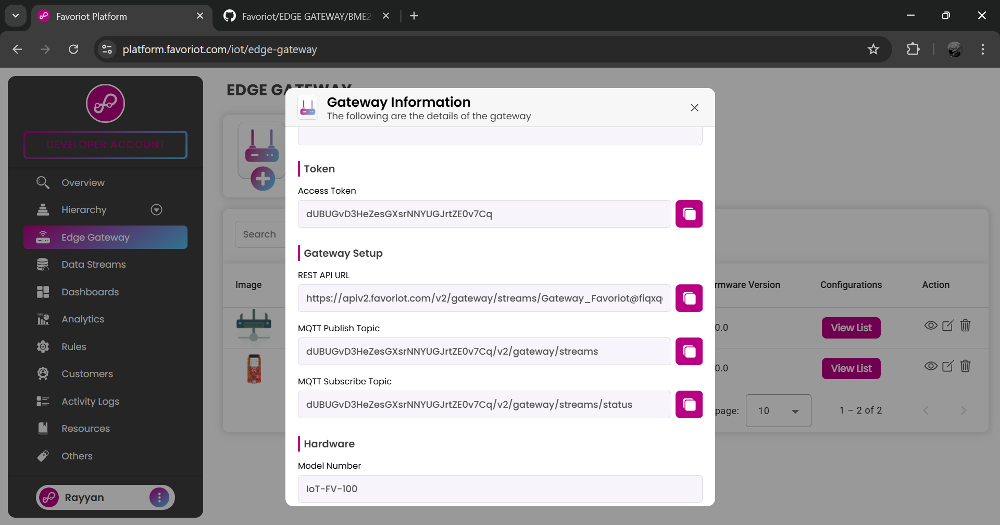 Favoriot Platform
Favoriot/EDGE GATEWAY/BME2
platform.favoriot.com/iot/edge-gateway
DEVELOPER ACCOUNT
Overview
Hierarchy
Edge Gateway
Data Streams
Dashboards
Analytics
Rules
Customers
Activity Logs
Resources
Others
Rayyan
EDGE GATEWAY
Search
Image
rmware Version
Configurations
Action
0.0
View List
0.0
View List
page:
10
1 – 2 of 2
Gateway Information
The following are the details of the gateway
Token
Access Token
dUBUGvD3HeZesGXsrNNYUGJrtZE0v7Cq
Gateway Setup
REST API URL
https://apiv2.favoriot.com/v2/gateway/streams/Gateway_Favoriot@fiqxq
MQTT Publish Topic
dUBUGvD3HeZesGXsrNNYUGJrtZE0v7Cq/v2/gateway/streams
MQTT Subscribe Topic
dUBUGvD3HeZesGXsrNNYUGJrtZE0v7Cq/v2/gateway/streams/status
Hardware
Model Number
IoT-FV-100